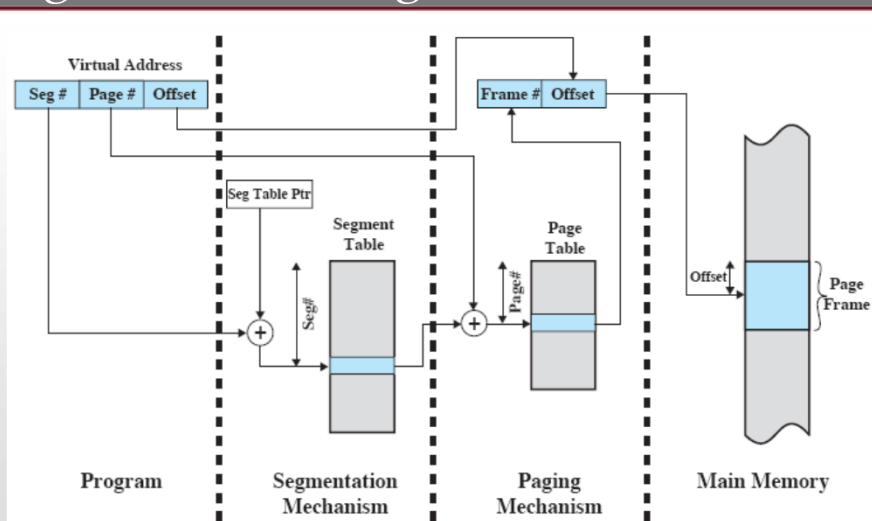 Virtual Address
Seg # Page # Offset
Frame # Offset
Seg Table Ptr
Segment
Table
Page
Table
Seg#
Page#
Offset
Page
Frame
Program
Segmentation
Mechanism
Paging
Mechanism
Main Memory